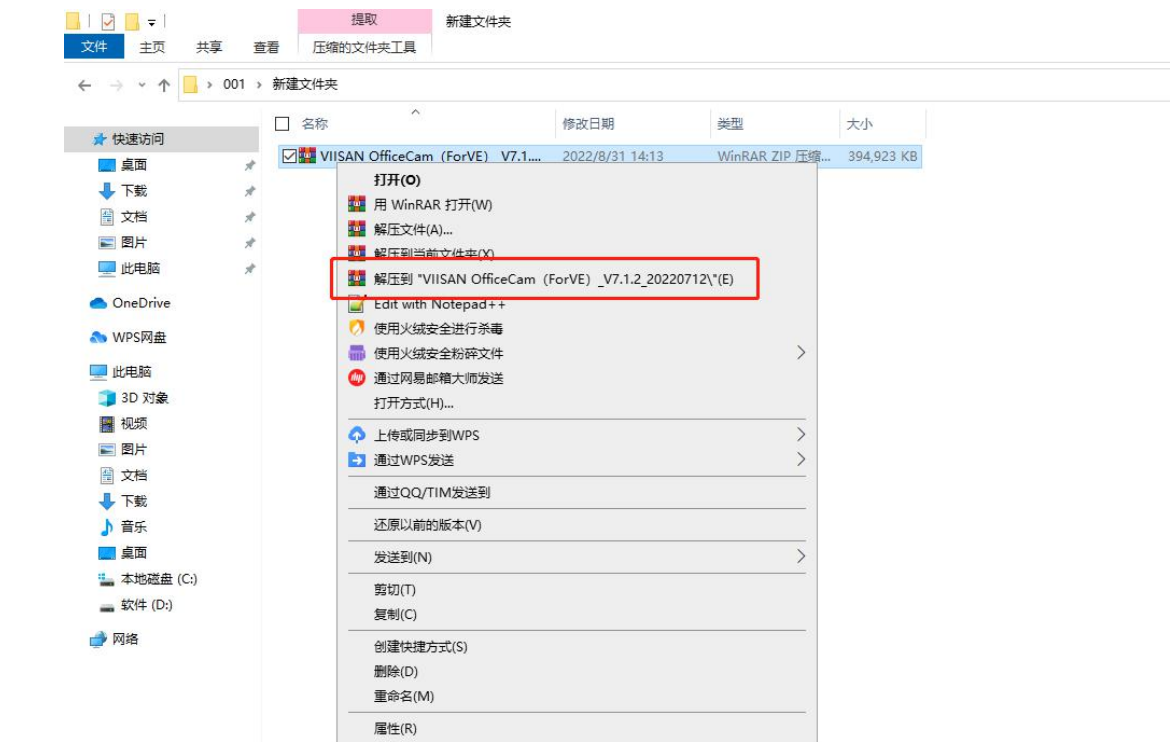 提取
新建文件夹
文件
主页
共享
查看
压缩的文件夹工具
001
新建文件夹
名称
修改日期
类型
大小
VIISAN OfficeCam（ForVE） V7.1....
2022/8/31 14:13
WinRAR ZIP 压缩...
394,923 KB
快速访问
桌面
下载
文档
图片
此电脑
OneDrive
WPS网盘
此电脑
3D 对象
视频
图片
文档
下载
音乐
桌面
本地磁盘 (C:)
软件 (D:)
网络
打开(O)
用 WinRAR 打开(W)
解压文件(A)...
解压到当前文件夹(X)
解压到 "VIISAN OfficeCam（ForVE）_V7.1.2_20220712\"(E)
Edit with Notepad++
使用火绒安全进行杀毒
使用火绒安全粉碎文件
通过网易邮箱大师发送
打开方式(H)...
上传或同步到WPS
通过WPS发送
通过QQ/TIM发送到
还原以前的版本(V)
发送到(N)
剪切(T)
复制(C)
创建快捷方式(S)
删除(D)
重命名(M)
属性(R)